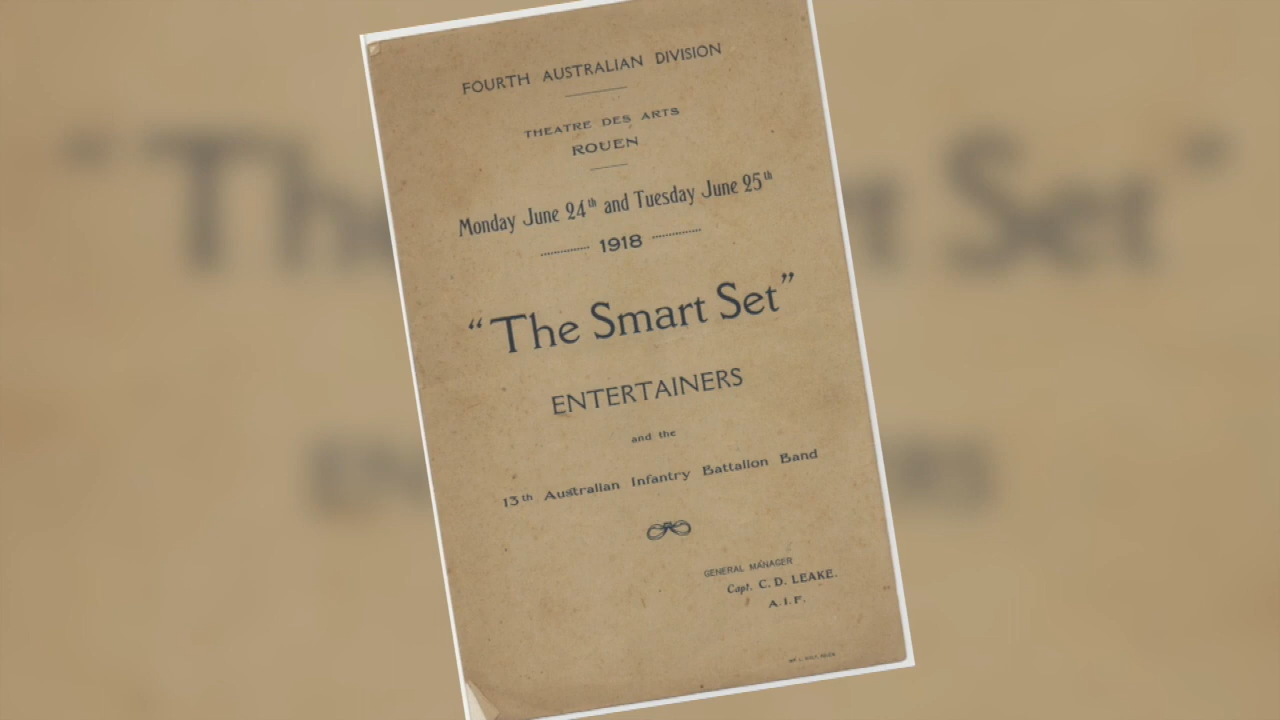 FOURTH AUSTRALIAN DIVISION
THEATRE DES ARTS
ROUEN
Monday June 24th and Tuesday June 25th
1918
"The Smart Set"
ENTERTAINERS
and the
13th Australian Infantry Battalion Band
GENERAL MANAGER
Capt. C. D. LEAKE.
A.I.F.